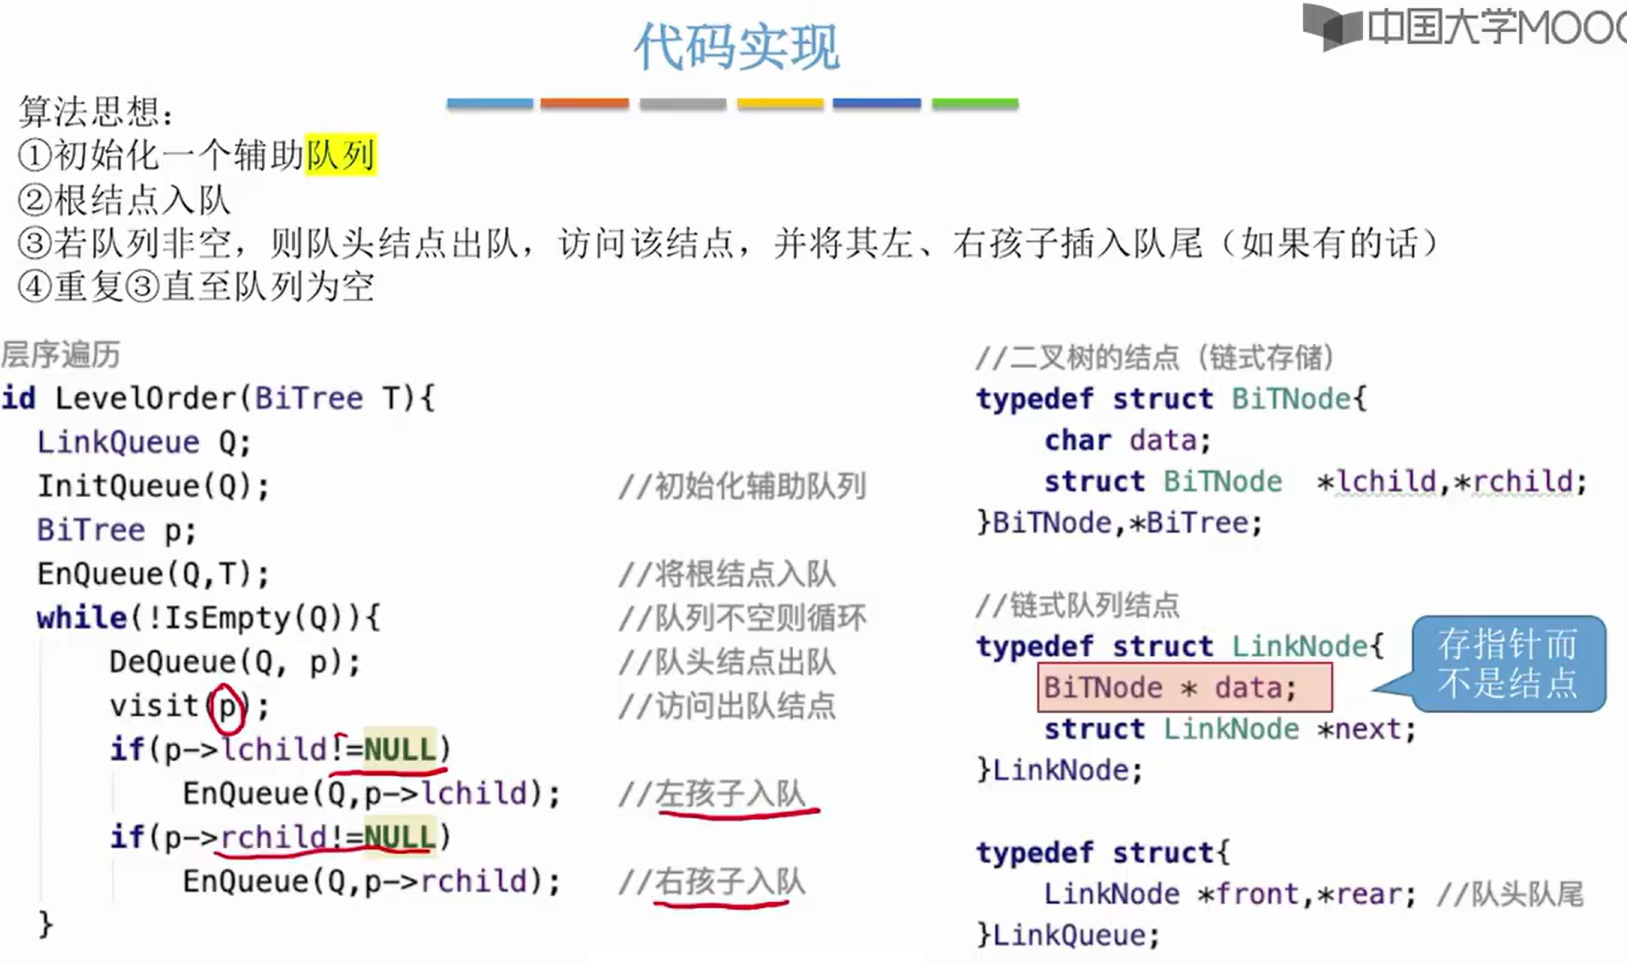 代码实现
中国大学MOOC
算法思想：
①初始化一个辅助队列
②根结点入队
③若队列非空，则队头结点出队，访问该结点，并将其左、右孩子插入队尾（如果有的话）
④重复③直至队列为空
层序遍历
id LevelOrder(BiTree T){
LinkQueue Q;
InitQueue(Q); //初始化辅助队列
BiTree p;
EnQueue(Q,T); //将根结点入队
while(!IsEmpty(Q)){ //队列不空则循环
DeQueue(Q, p); //队头结点出队
visit(p); //访问出队结点
if(p->lchild!=NULL)
EnQueue(Q,p->lchild); //左孩子入队
if(p->rchild!=NULL)
EnQueue(Q,p->rchild); //右孩子入队
}
//二叉树的结点（链式存储）
typedef struct BiTNode{
char data;
struct BiTNode *lchild,*rchild;
}BiTNode,*BiTree;
//链式队列结点
typedef struct LinkNode{
BiTNode * data;
struct LinkNode *next;
}LinkNode;
存指针而
不是结点
typedef struct{
LinkNode *front,*rear; //队头队尾
}LinkQueue;